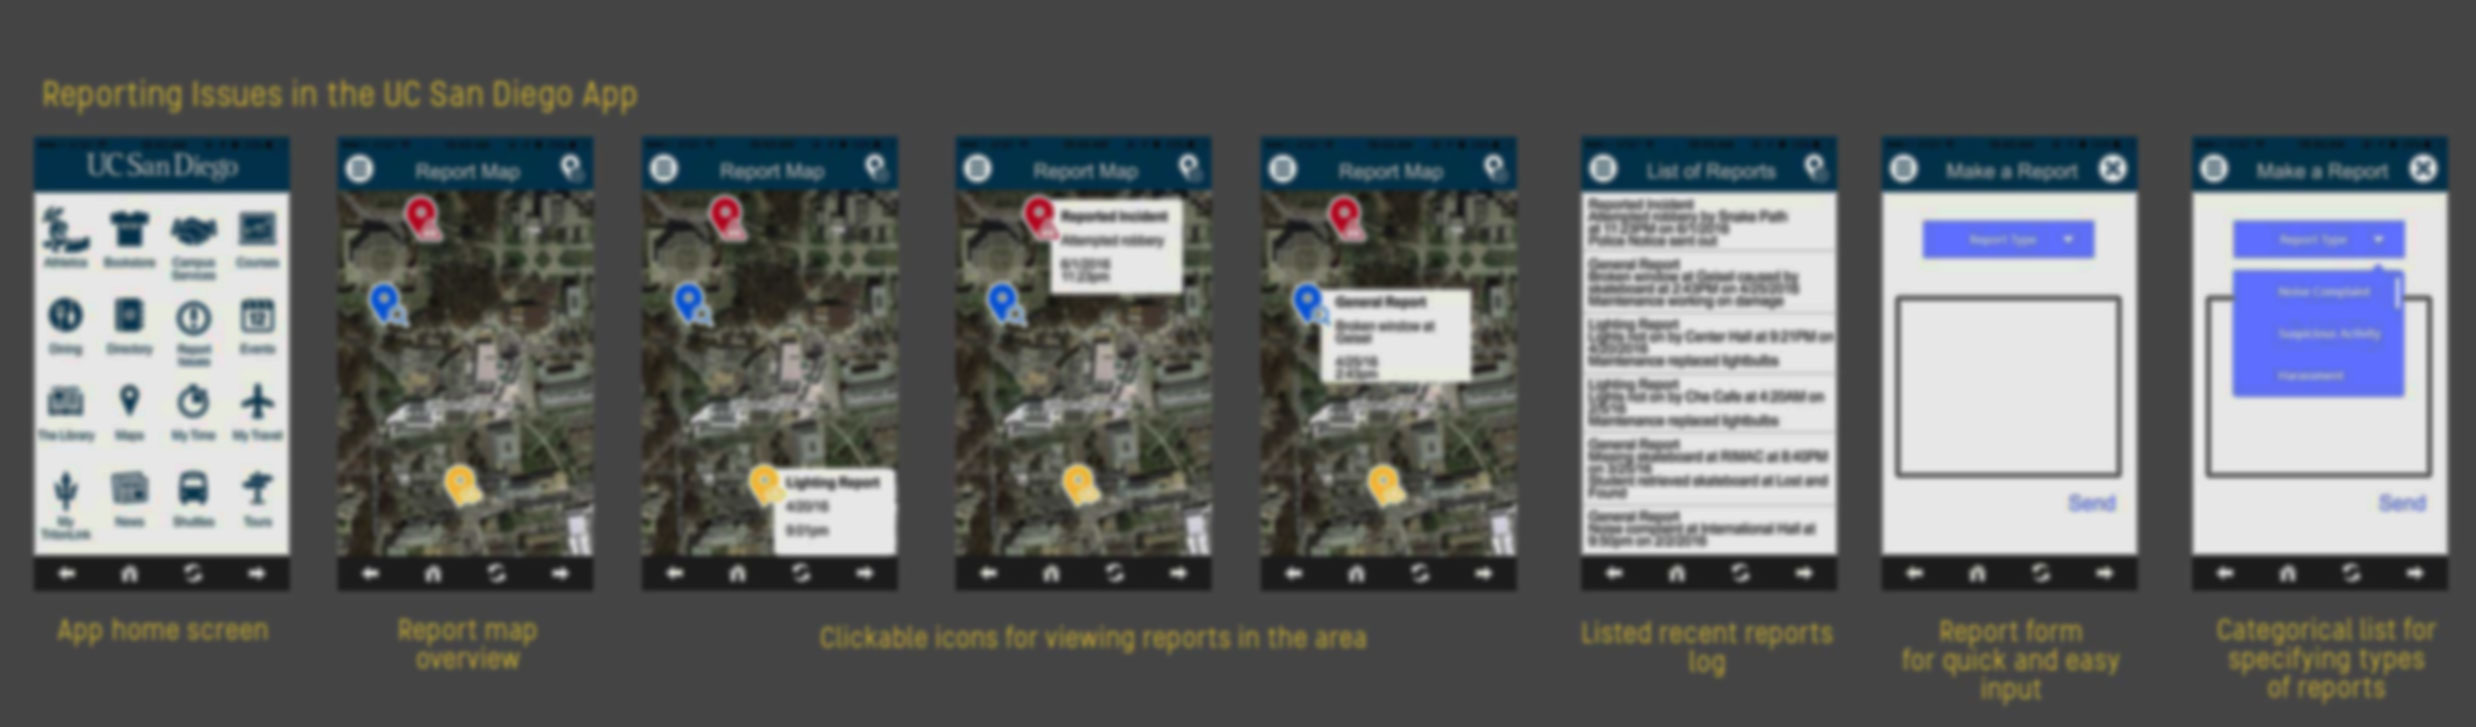 Reporting Issues in the UC San Diego App
UC San Diego
Athletics
Bookstore
Campus
Services
Courses
Dining
Directory
Report
Issues
Events
The Library
Maps
My Time
My Travel
My
TritonLink
News
Shuttles
Tours
App home screen
Report Map
Report map
overview
Report Map
Lighting Report
4/20/16
9:01pm
Report Map
Reported Incident
Attempted robbery
6/1/2016
11:23pm
Report Map
General Report
Broken window at
Geisel
4/25/16
2:43pm
Clickable icons for viewing reports in the area
List of Reports
Reported Incident
Attempted robbery by Snake Path
at 11:23PM on 6/1/2016
Police Notice sent out
General Report
Broken window at Geisel caused by
skateboard at 2:43PM on 4/25/2016
Maintenance working on damage
Lighting Report
Lights not on by Center Hall at 9:21PM on
4/20/2016
Maintenance replaced lightbulbs
Lighting Report
Lights not on by Che Cafe at 4:20AM on
Maintenance replaced lightbulbs
General Report
Missing skateboard at RIMAC at 8:40PM
on 3/2/2016
Student retrieved skateboard at Lost and
Found
General Report
Noise complaint at International Hall at
9:50pm on 2/2/2016
Listed recent reports
log
Make a Report
Report Type
Send
Report form
for quick and easy
input
Make a Report
Report Type
Noise Complaint
Suspicious Activity
Harassment
Send
Categorical list for
specifying types
of reports